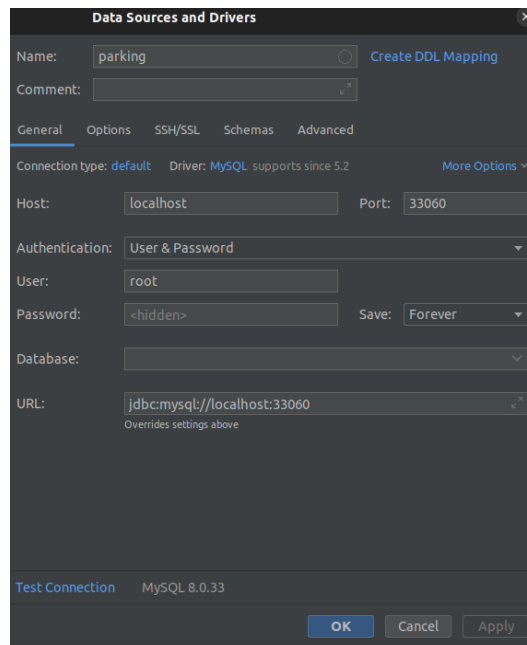 Data Sources and Drivers
Name: parking Create DDL Mapping
Comment:
General Options SSH/SSL Schemas Advanced
Connection type: default Driver: MySQL supports since 5.2 More Options
Host: localhost Port: 33060
Authentication: User & Password
User: root
Password: <hidden> Save: Forever
Database:
URL: jdbc:mysql://localhost:33060
Overrides settings above
Test Connection MySQL 8.0.33
OK Cancel Apply